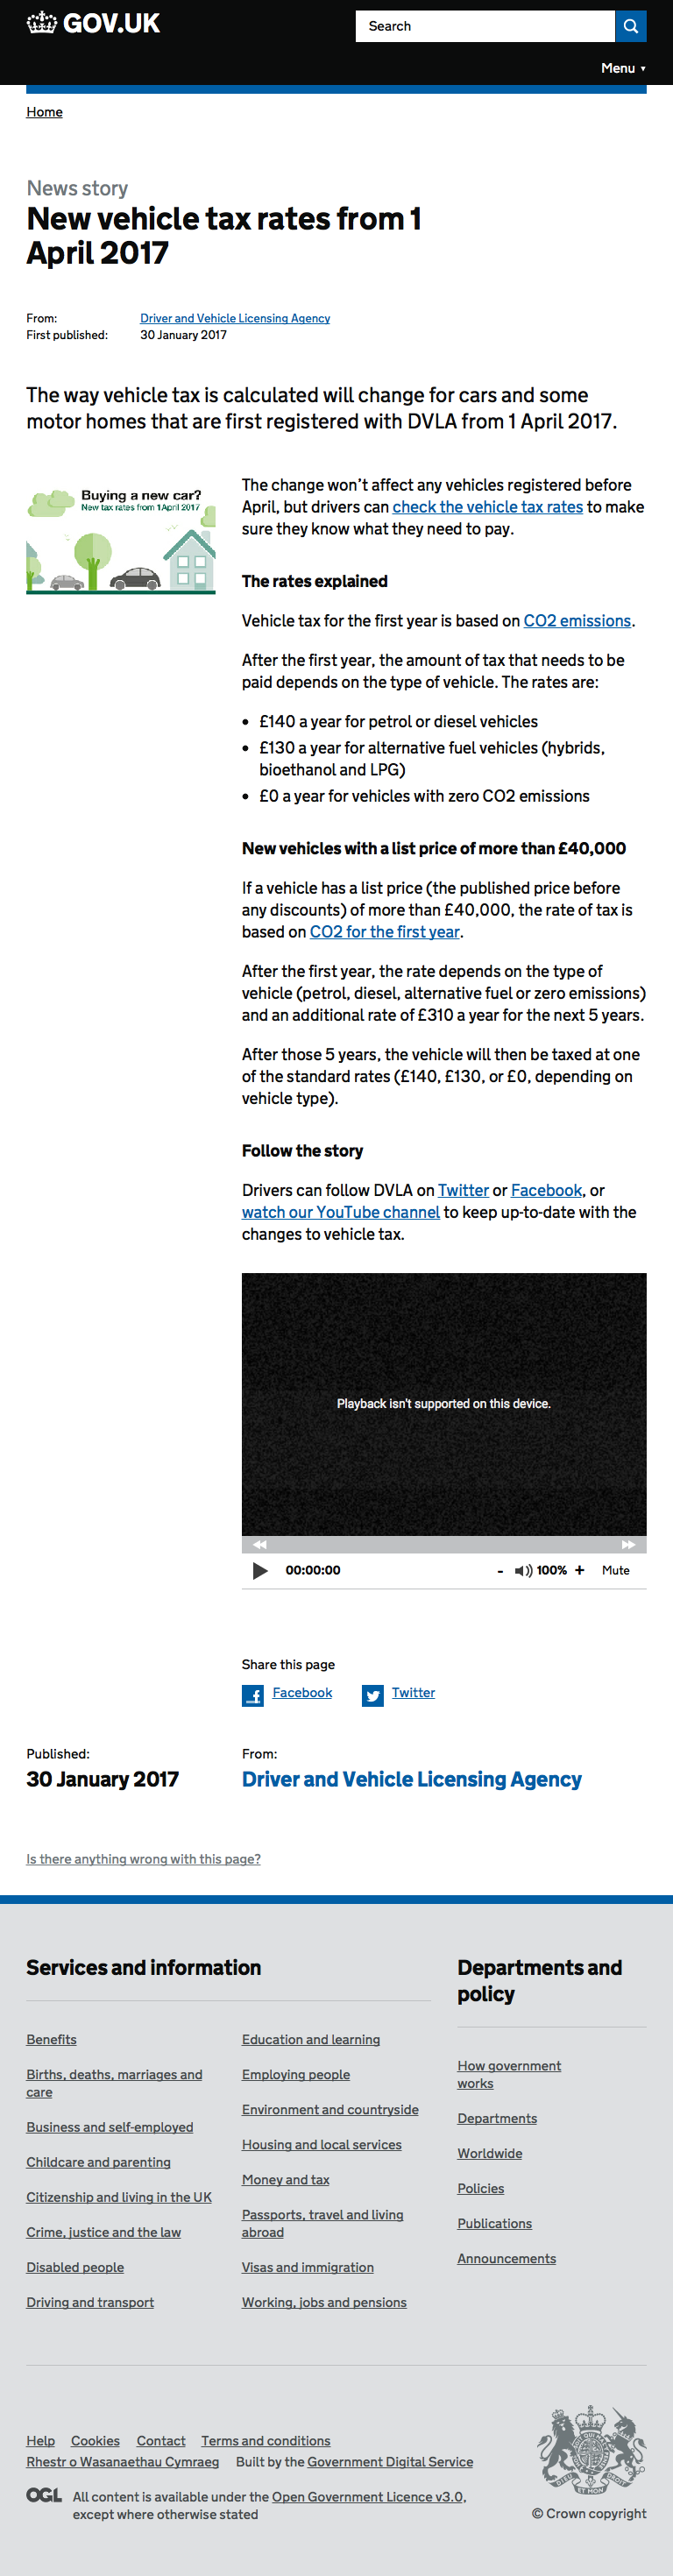 GOV.UK
Search
Menu ▼
Home
News story
New vehicle tax rates from 1
April 2017
From: Driver and Vehicle Licensing Agency
First published: 30 January 2017
The way vehicle tax is calculated will change for cars and some
motor homes that are first registered with DVLA from 1 April 2017.
Buying a new car?
New tax rates from 1 April 2017
The change won’t affect any vehicles registered before
April, but drivers can check the vehicle tax rates to make
sure they know what they need to pay.
The rates explained
Vehicle tax for the first year is based on CO2 emissions.
After the first year, the amount of tax that needs to be
paid depends on the type of vehicle. The rates are:
• £140 a year for petrol or diesel vehicles
• £130 a year for alternative fuel vehicles (hybrids,
bioethanol and LPG)
• £0 a year for vehicles with zero CO2 emissions
New vehicles with a list price of more than £40,000
If a vehicle has a list price (the published price before
any discounts) of more than £40,000, the rate of tax is
based on CO2 for the first year.
After the first year, the rate depends on the type of
vehicle (petrol, diesel, alternative fuel or zero emissions)
and an additional rate of £310 a year for the next 5 years.
After those 5 years, the vehicle will then be taxed at one
of the standard rates (£140, £130, or £0, depending on
vehicle type).
Follow the story
Drivers can follow DVLA on Twitter or Facebook, or
watch our YouTube channel to keep up-to-date with the
changes to vehicle tax.
Playback isn't supported on this device.
00:00:00 - 100% + Mute
Share this page
Facebook Twitter
Published:
30 January 2017
From:
Driver and Vehicle Licensing Agency
Is there anything wrong with this page?
Services and information
Benefits
Births, deaths, marriages and
care
Business and self-employed
Childcare and parenting
Citizenship and living in the UK
Crime, justice and the law
Disabled people
Driving and transport
Education and learning
Employing people
Environment and countryside
Housing and local services
Money and tax
Passports, travel and living
abroad
Visas and immigration
Working, jobs and pensions
Departments and
policy
How government
works
Departments
Worldwide
Policies
Publications
Announcements
Help Cookies Contact Terms and conditions
Rhestr o Wasanaethau Cymraeg Built by the Government Digital Service
OGL All content is available under the Open Government Licence v3.0,
except where otherwise stated
DIEU ET MON
© Crown copyright